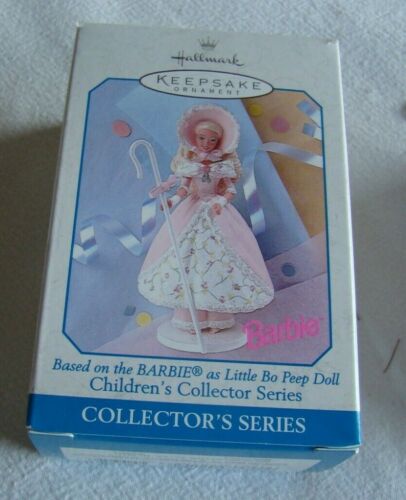 Hallmark
KEEPSAKE
ORNAMENT
Barbie
Based on the BARBIE® as Little Bo Peep Doll
Children's Collector Series
COLLECTOR'S SERIES